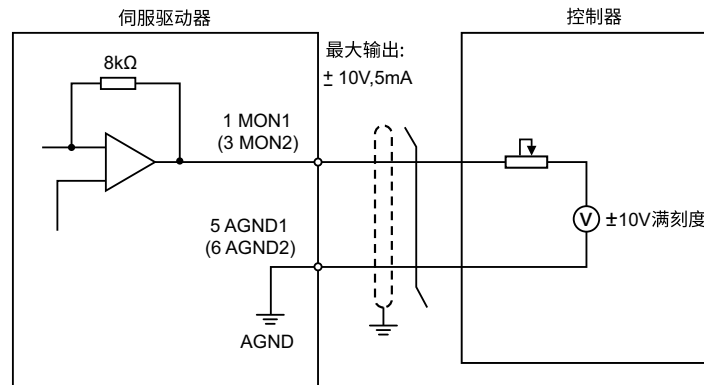 伺服驱动器
控制器
8kΩ
最大输出:
± 10V,5mA
1 MON1
(3 MON2)
5 AGND1
(6 AGND2)
V
±10V满刻度
AGND